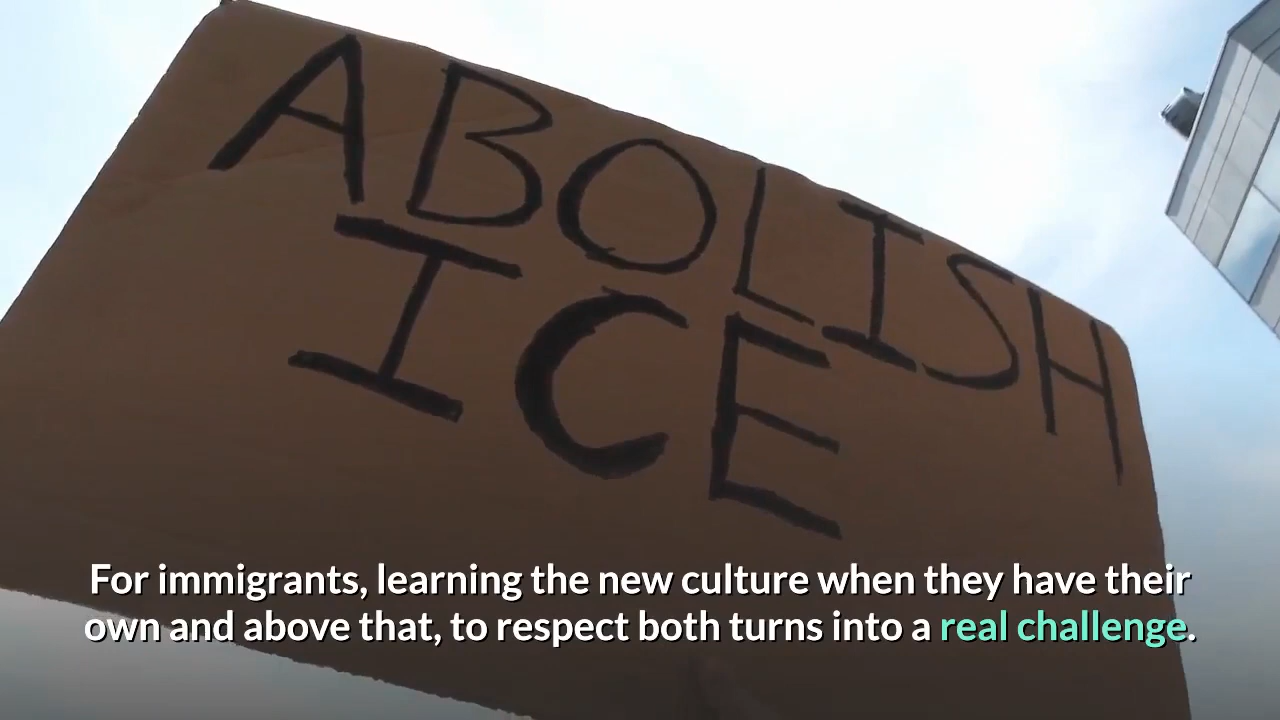 ABOLISH
ICE
For immigrants, learning the new culture when they have their
own and above that, to respect both turns into a real challenge.